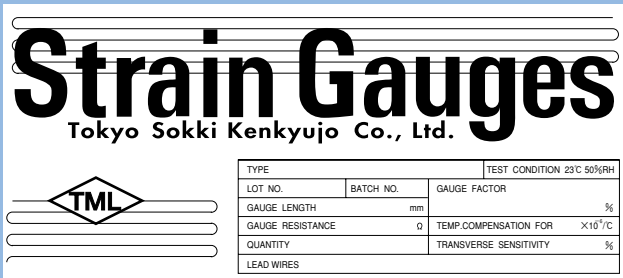 Strain Gauges
Tokyo Sokki Kenkyujo Co., Ltd.
TML
TYPE TEST CONDITION 23℃ 50%RH
LOT NO. BATCH NO. GAUGE FACTOR
GAUGE LENGTH mm %
GAUGE RESISTANCE Ω TEMP.COMPENSATION FOR ×10⁻⁶/℃
QUANTITY TRANSVERSE SENSITIVITY %
LEAD WIRES